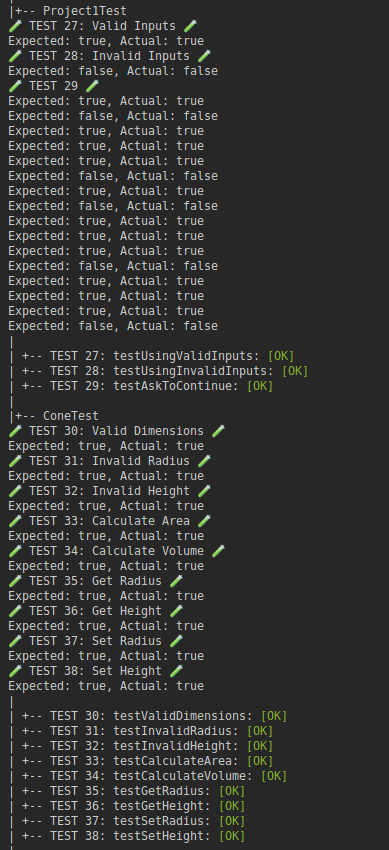 |+-- Project1Test
🧪 TEST 27: Valid Inputs 🧪
Expected: true, Actual: true
🧪 TEST 28: Invalid Inputs 🧪
Expected: false, Actual: false
🧪 TEST 29 🧪
Expected: true, Actual: true
Expected: false, Actual: false
Expected: true, Actual: true
Expected: true, Actual: true
Expected: true, Actual: true
Expected: false, Actual: false
Expected: true, Actual: true
Expected: false, Actual: false
Expected: true, Actual: true
Expected: true, Actual: true
Expected: true, Actual: true
Expected: false, Actual: false
Expected: true, Actual: true
Expected: true, Actual: true
Expected: true, Actual: true
Expected: false, Actual: false
|
| +-- TEST 27: testUsingValidInputs: [OK]
| +-- TEST 28: testUsingInvalidInputs: [OK]
| +-- TEST 29: testAskToContinue: [OK]
|
|+-- ConeTest
🧪 TEST 30: Valid Dimensions 🧪
Expected: true, Actual: true
🧪 TEST 31: Invalid Radius 🧪
Expected: true, Actual: true
🧪 TEST 32: Invalid Height 🧪
Expected: true, Actual: true
🧪 TEST 33: Calculate Area 🧪
Expected: true, Actual: true
🧪 TEST 34: Calculate Volume 🧪
Expected: true, Actual: true
🧪 TEST 35: Get Radius 🧪
Expected: true, Actual: true
🧪 TEST 36: Get Height 🧪
Expected: true, Actual: true
🧪 TEST 37: Set Radius 🧪
Expected: true, Actual: true
🧪 TEST 38: Set Height 🧪
Expected: true, Actual: true
|
| +-- TEST 30: testValidDimensions: [OK]
| +-- TEST 31: testInvalidRadius: [OK]
| +-- TEST 32: testInvalidHeight: [OK]
| +-- TEST 33: testCalculateArea: [OK]
| +-- TEST 34: testCalculateVolume: [OK]
| +-- TEST 35: testGetRadius: [OK]
| +-- TEST 36: testGetHeight: [OK]
| +-- TEST 37: testSetRadius: [OK]
| +-- TEST 38: testSetHeight: [OK]
|